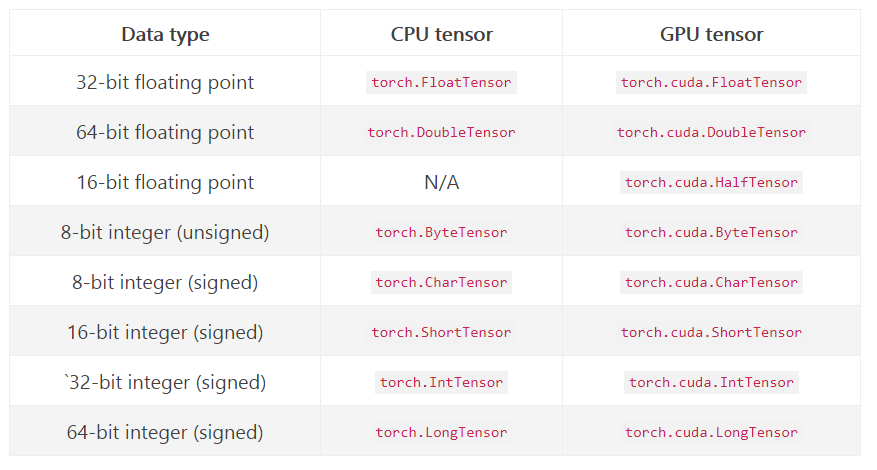 Data type CPU tensor GPU tensor
32-bit floating point torch.FloatTensor torch.cuda.FloatTensor
64-bit floating point torch.DoubleTensor torch.cuda.DoubleTensor
16-bit floating point N/A torch.cuda.HalfTensor
8-bit integer (unsigned) torch.ByteTensor torch.cuda.ByteTensor
8-bit integer (signed) torch.CharTensor torch.cuda.CharTensor
16-bit integer (signed) torch.ShortTensor torch.cuda.ShortTensor
`32-bit integer (signed) torch.IntTensor torch.cuda.IntTensor
64-bit integer (signed) torch.LongTensor torch.cuda.LongTensor